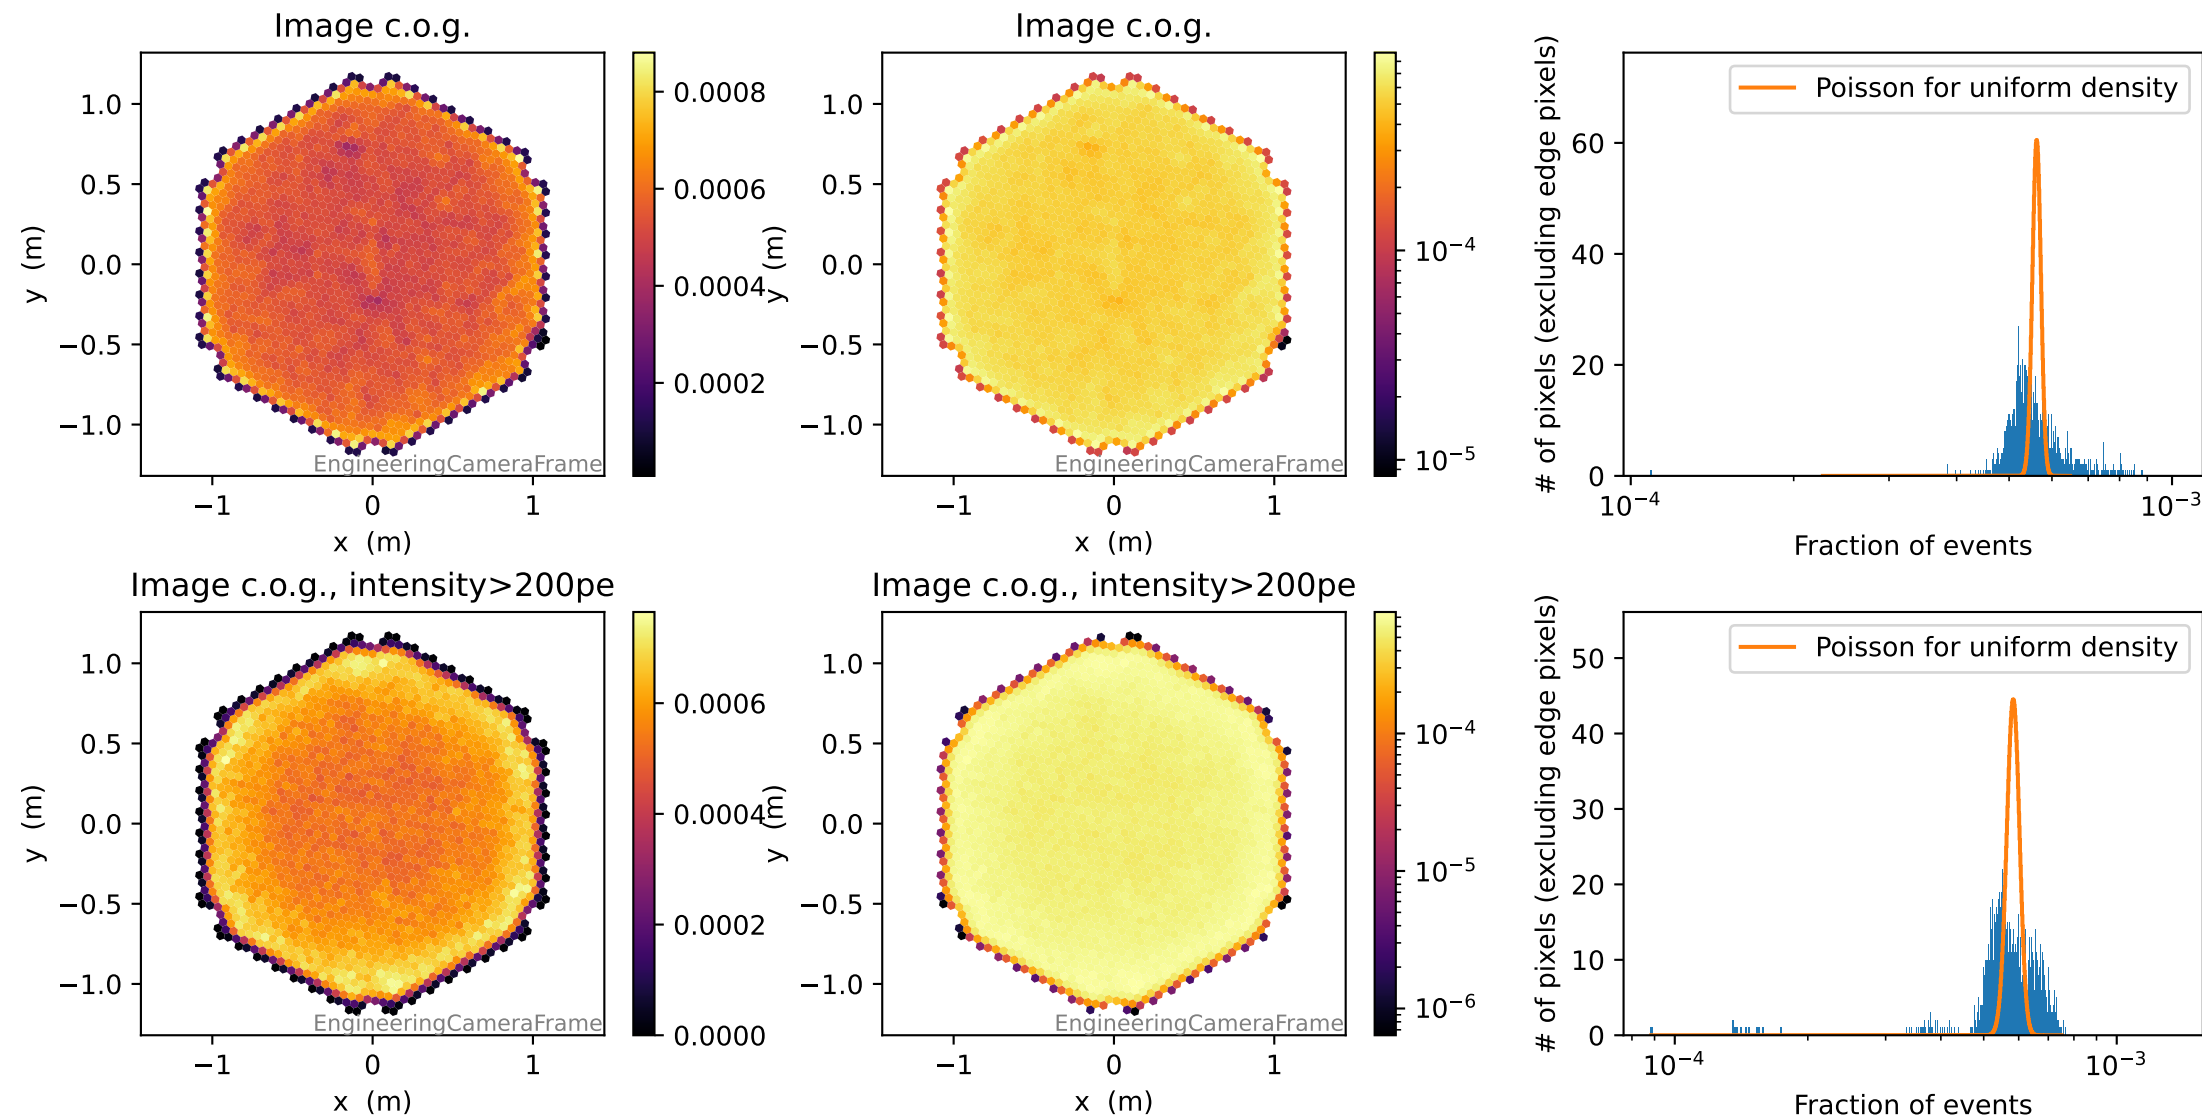 Image c.o.g.
1.0
0.5
0.0
−0.5
−1.0
y (m)
−1
0
1
x (m)
EngineeringCameraFrame
0.0008
0.0006
0.0004
0.0002
Image c.o.g.
1.0
0.5
0.0
−0.5
−1.0
y (m)
−1
0
1
x (m)
EngineeringCameraFrame
10⁻⁴
10⁻⁵
# of pixels (excluding edge pixels)
60
40
20
0
Poisson for uniform density
10⁻⁴
10⁻³
Fraction of events
Image c.o.g., intensity>200pe
1.0
0.5
0.0
−0.5
−1.0
y (m)
−1
0
1
x (m)
EngineeringCameraFrame
0.0006
0.0004
0.0002
0.0000
Image c.o.g., intensity>200pe
1.0
0.5
0.0
−0.5
−1.0
y (m)
−1
0
1
x (m)
EngineeringCameraFrame
10⁻⁴
10⁻⁵
10⁻⁶
# of pixels (excluding edge pixels)
50
40
30
20
10
0
Poisson for uniform density
10⁻⁴
10⁻³
Fraction of events